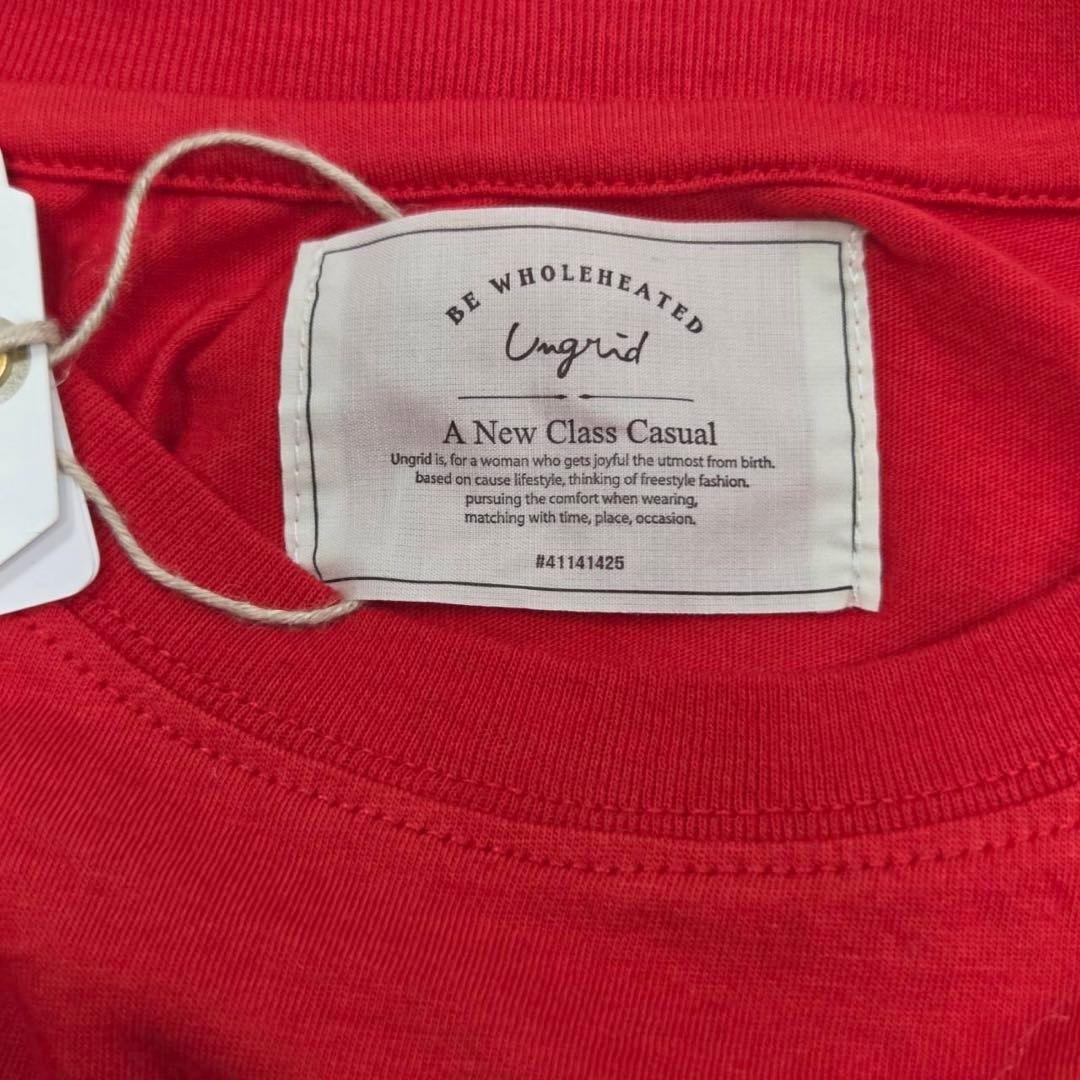 BE WHOLEHEATED
Ungrid
A New Class Casual
Ungrid is, for a woman who gets joyful the utmost from birth.
based on cause lifestyle, thinking of freestyle fashion.
pursuing the comfort when wearing,
matching with time, place, occasion.
#41141425